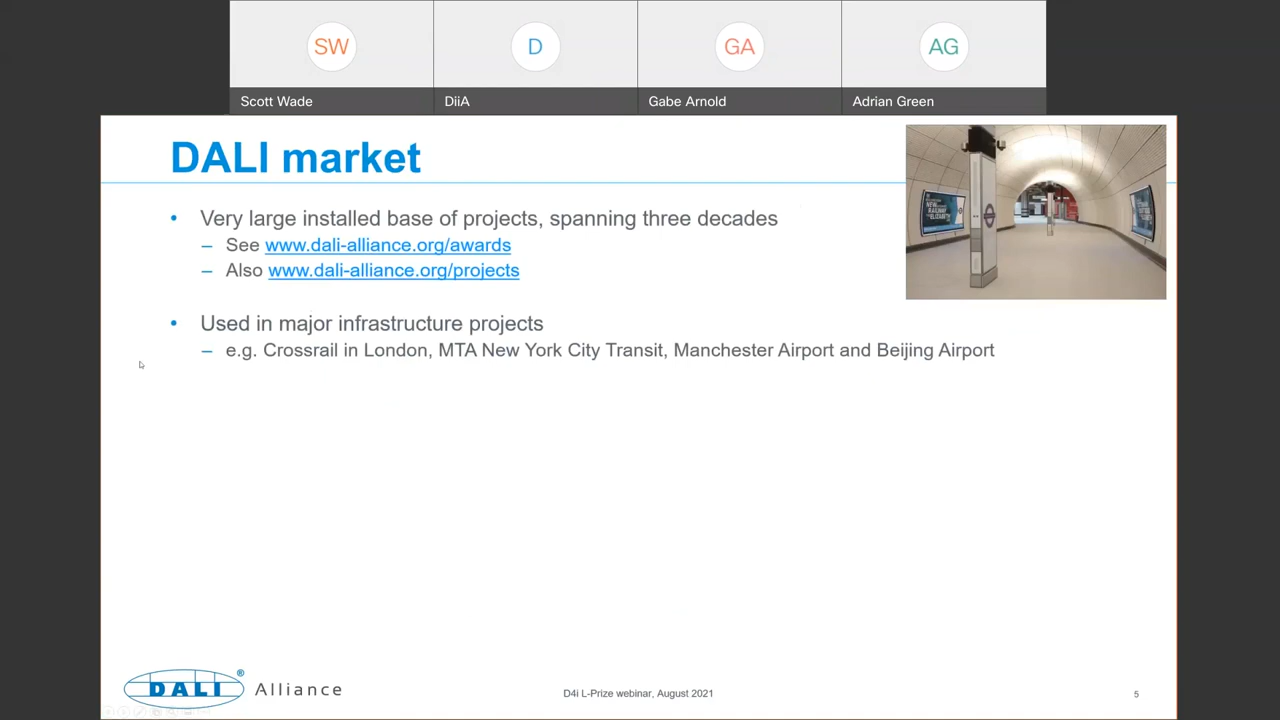 SW
D
GA
AG
Scott Wade
DiiA
Gabe Arnold
Adrian Green
DALI market
• Very large installed base of projects, spanning three decades
– See www.dali-alliance.org/awards
– Also www.dali-alliance.org/projects
• Used in major infrastructure projects
– e.g. Crossrail in London, MTA New York City Transit, Manchester Airport and Beijing Airport
DALI® Alliance
D4i L-Prize webinar, August 2021
5